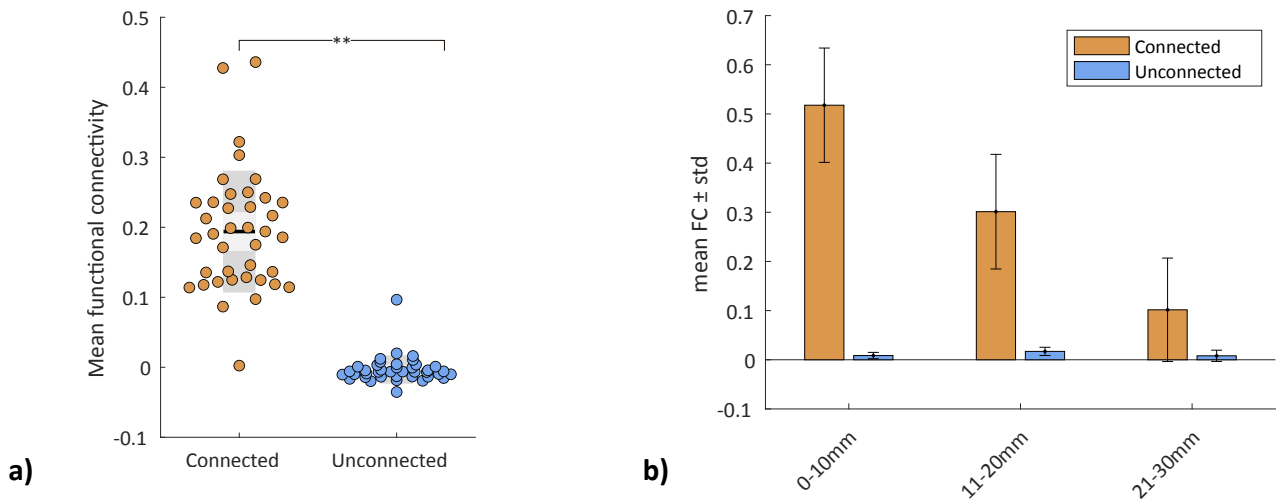 **
Mean functional connectivity
0.5
0.4
0.3
0.2
0.1
0
-0.1
Connected
Unconnected
a)
Connected
Unconnected
mean FC ± std
0.7
0.6
0.5
0.4
0.3
0.2
0.1
0
-0.1
0-10mm
11-20mm
21-30mm
b)